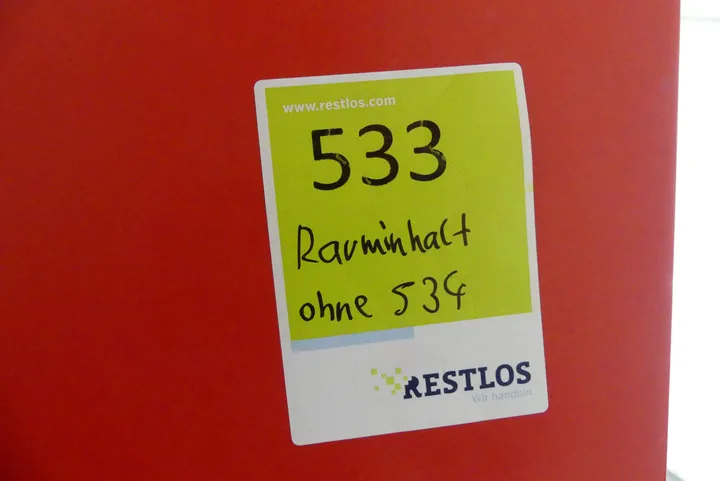 www.restlos.com
533
Rauminhalt
ohne 534
RESTLOS
Wir handeln.